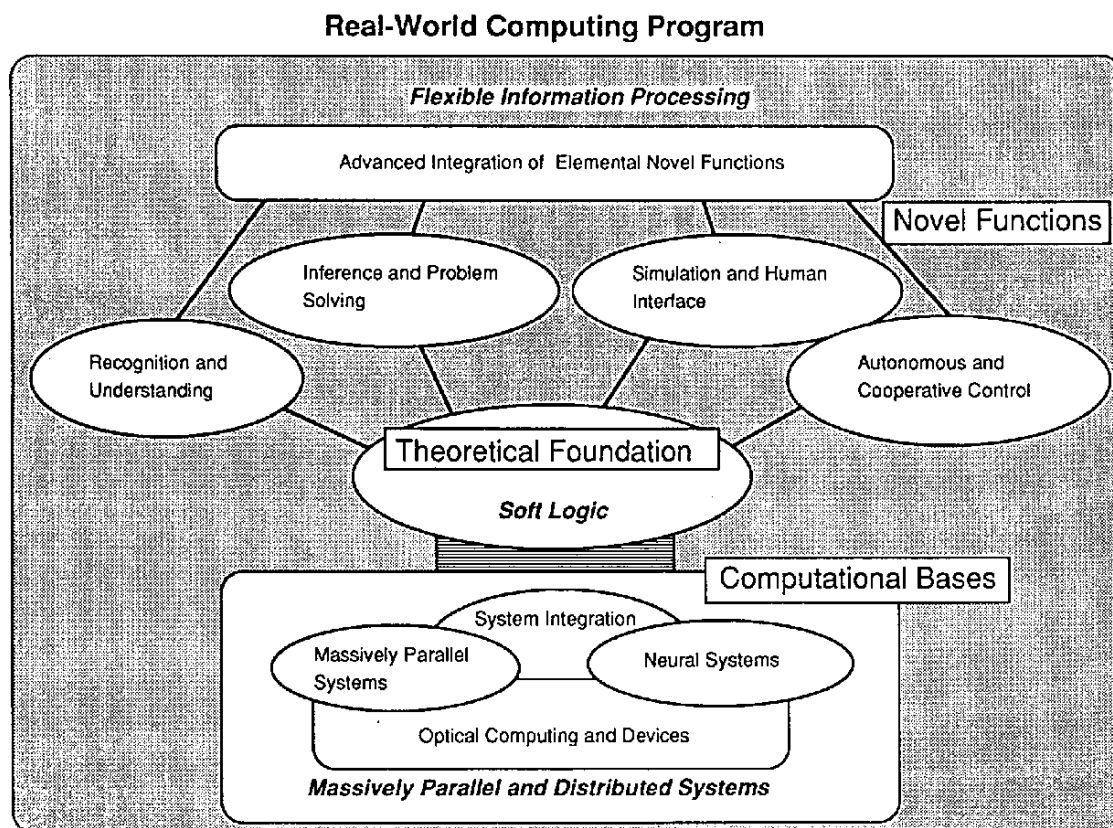 Real-World Computing Program
Flexible Information Processing
Advanced Integration of Elemental Novel Functions
Novel Functions
Inference and Problem
Solving
Simulation and Human
Interface
Recognition and
Understanding
Autonomous and
Cooperative Control
Theoretical Foundation
Soft Logic
Computational Bases
System Integration
Massively Parallel
Systems
Neural Systems
Optical Computing and Devices
Massively Parallel and Distributed Systems